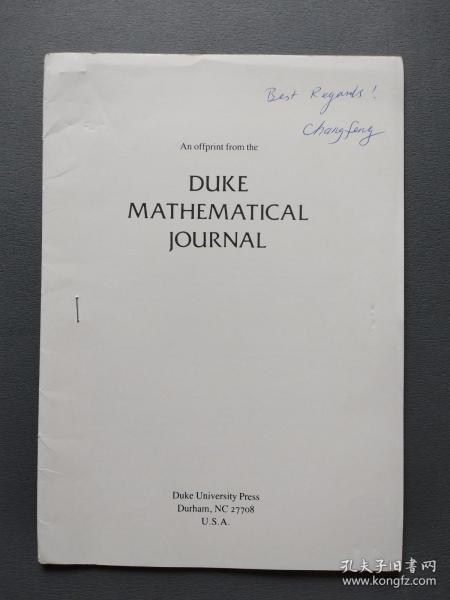 Best Regards!
Changfeng
An offprint from the
DUKE
MATHEMATICAL
JOURNAL
Duke University Press
Durham, NC 27708
U.S.A.
孔夫子旧书网
www.kongfz.com